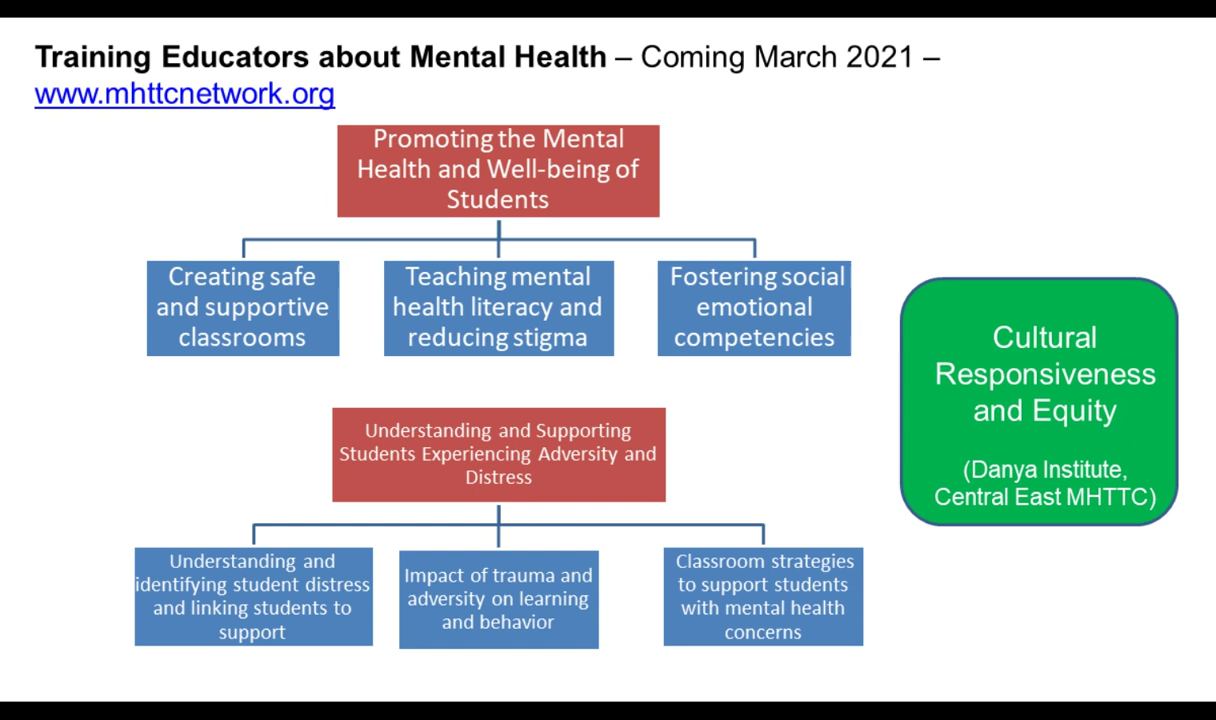 Training Educators about Mental Health – Coming March 2021 –
www.mhttcnetwork.org
Promoting the Mental
Health and Well-being of
Students
Creating safe
and supportive
classrooms
Teaching mental
health literacy and
reducing stigma
Fostering social
emotional
competencies
Understanding and Supporting
Students Experiencing Adversity and
Distress
Understanding and
identifying student distress
and linking students to
support
Impact of trauma and
adversity on learning
and behavior
Classroom strategies
to support students
with mental health
concerns
Cultural
Responsiveness
and Equity
(Danya Institute,
Central East MHTTC)